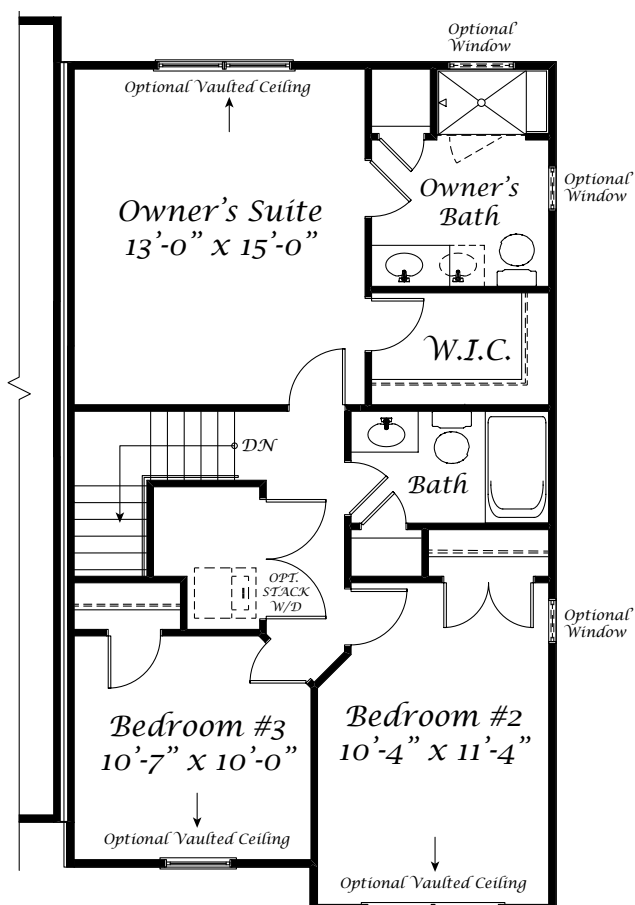 Optional
Window
Optional Vaulted Ceiling
Owner's Suite
13'-0" x 15'-0"
Owner's
Bath
Optional
Window
W.I.C.
DN
Bath
OPT.
STACK
W/D
Optional
Window
Bedroom #3
10'-7" x 10'-0"
Bedroom #2
10'-4" x 11'-4"
Optional Vaulted Ceiling
Optional Vaulted Ceiling